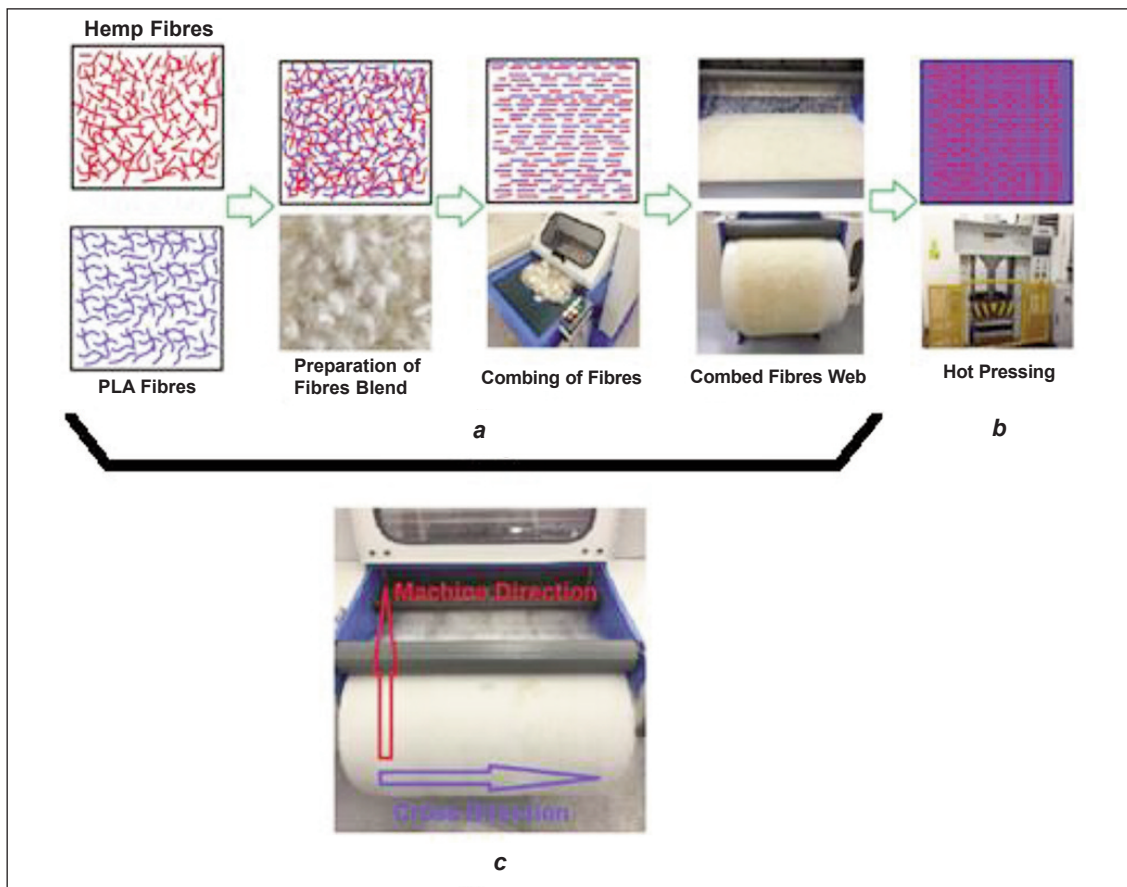 Hemp Fibres
PLA Fibres
Preparation of
Fibres Blend
Combing of Fibres
Combed Fibres Web
Hot Pressing
a
b
Machine Direction
Cross Direction
c